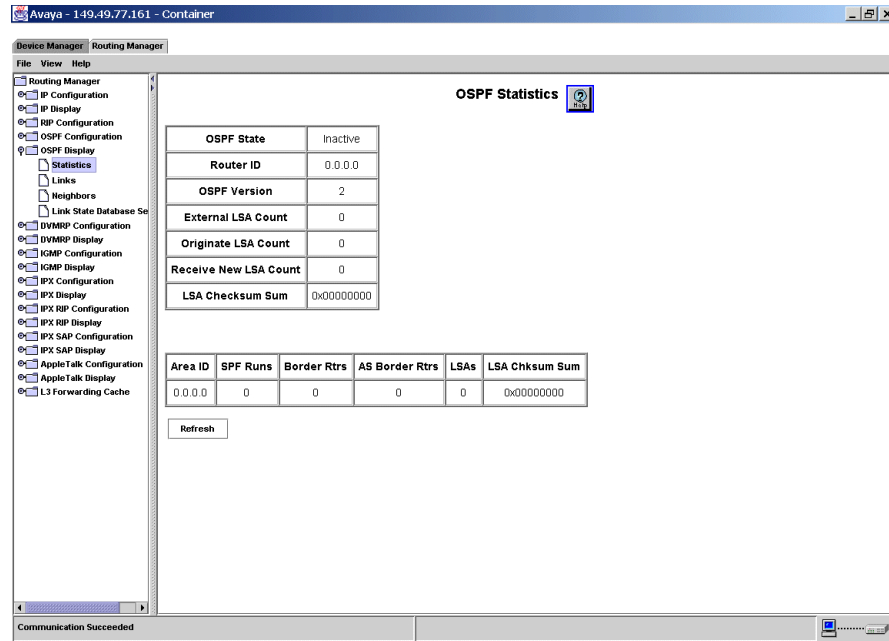 Avaya - 149.49.77.161 - Container
Device Manager Routing Manager
File View Help
Routing Manager
IP Configuration
IP Display
RIP Configuration
OSPF Configuration
OSPF Display
Statistics
Links
Neighbors
Link State Database Se
DVMRP Configuration
DVMRP Display
IGMP Configuration
IGMP Display
IPX Configuration
IPX Display
IPX RIP Configuration
IPX RIP Display
IPX SAP Configuration
IPX SAP Display
AppleTalk Configuration
AppleTalk Display
L3 Forwarding Cache
OSPF Statistics Help
OSPF State Inactive
Router ID 0.0.0.0
OSPF Version 2
External LSA Count 0
Originate LSA Count 0
Receive New LSA Count 0
LSA Checksum Sum 0x00000000
Area ID SPF Runs Border Rtrs AS Border Rtrs LSAs LSA Chksum Sum
0.0.0.0 0 0 0 0 0x00000000
Refresh
Communication Succeeded